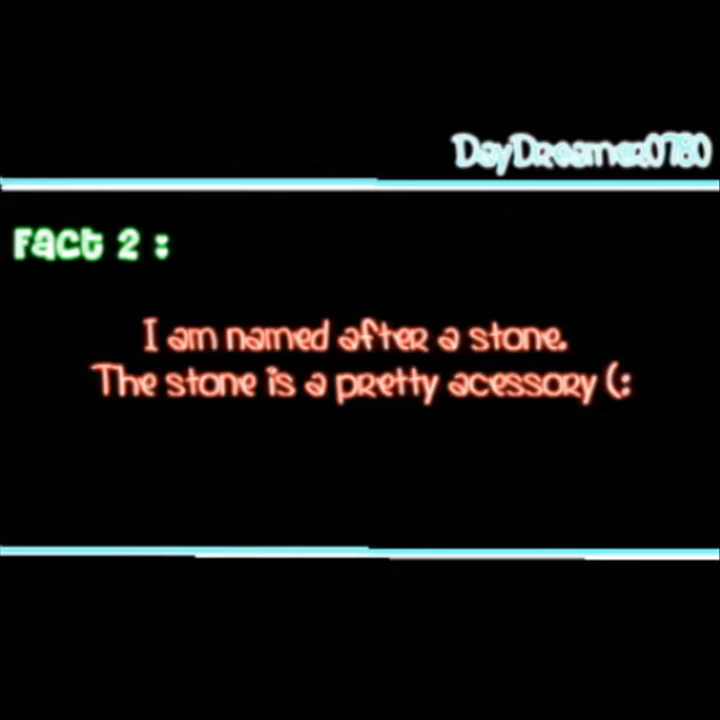 DayDreamer0780
Fact 2 :
I am named after a stone.
The stone is a pretty acessory (: